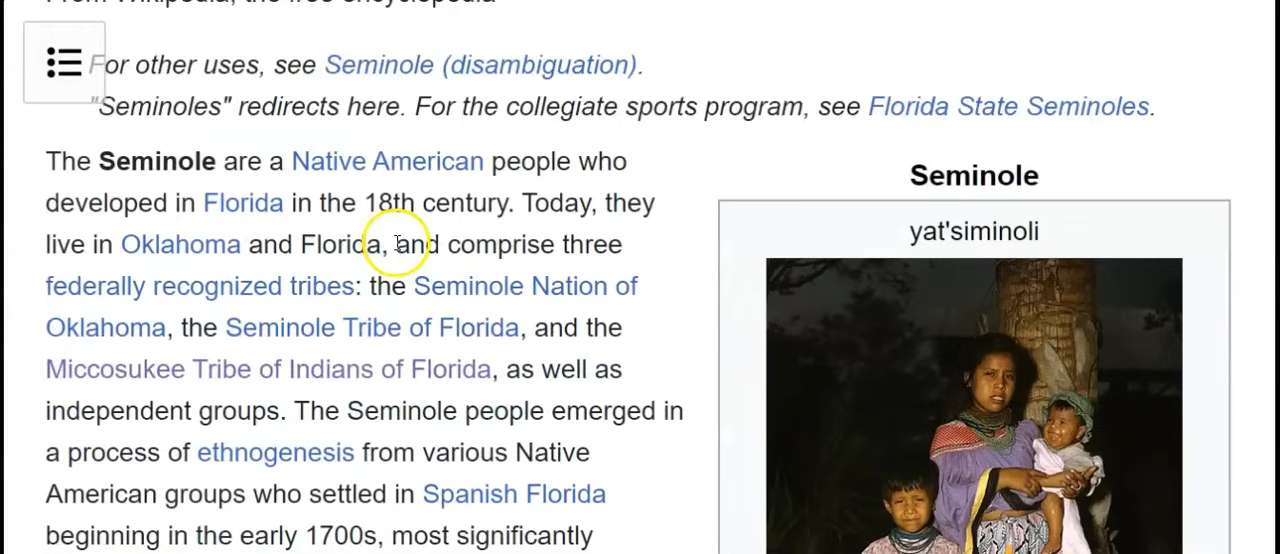 From Wikipedia, the free encyclopedia
For other uses, see Seminole (disambiguation).
"Seminoles" redirects here. For the collegiate sports program, see Florida State Seminoles.
The Seminole are a Native American people who
developed in Florida in the 18th century. Today, they
live in Oklahoma and Florida, and comprise three
federally recognized tribes: the Seminole Nation of
Oklahoma, the Seminole Tribe of Florida, and the
Miccosukee Tribe of Indians of Florida, as well as
independent groups. The Seminole people emerged in
a process of ethnogenesis from various Native
American groups who settled in Spanish Florida
beginning in the early 1700s, most significantly
Seminole
yat'siminoli